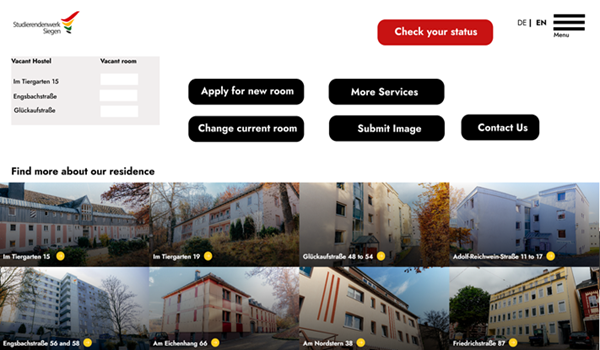 Studierendenwerk
Siegen
Check your status
DE | EN
Menu
Vacant Hostel
Vacant room
Im Tiergarten 15
Engsbachstraße
Glückaufstraße
Apply for new room
More Services
Change current room
Submit Image
Contact Us
Find more about our residence
Im Tiergarten 15
Im Tiergarten 19
Glückaufstraße 48 to 54
Adolf-Reichwein-Straße 11 to 17
Engsbachstraße 56 and 58
Am Eichenhang 66
Am Nordstern 38
Friedrichstraße 87